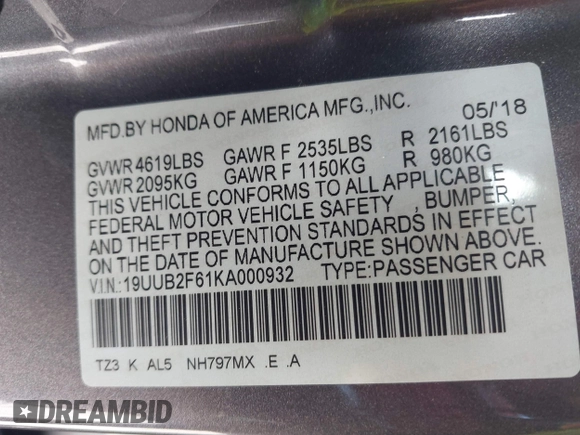 MFD.BY HONDA OF AMERICA MFG.,INC. 05/'18
GVWR 4619LBS GAWR F 2535LBS R 2161LBS
GVWR 2095KG GAWR F 1150KG R 980KG
THIS VEHICLE CONFORMS TO ALL APPLICABLE
FEDERAL MOTOR VEHICLE SAFETY , BUMPER,
AND THEFT PREVENTION STANDARDS IN EFFECT
ON THE DATE OF MANUFACTURE SHOWN ABOVE.
V.I.N.:19UUB2F61KA000932 TYPE:PASSENGER CAR
TZ3 K AL5 NH797MX .E .A
DREAMBID